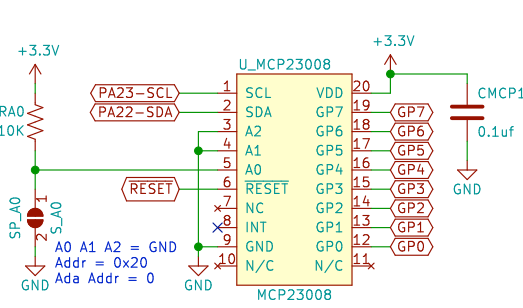 +3.3V
+3.3V
U_MCP23008
PA23-SCL 1 SCL VDD 20
PA22-SDA 2 SDA GP7 19 GP7
3 A2 GP6 18 GP6
4 A1 GP5 17 GP5
5 A0 GP4 16 GP4
RESET 6 RESET GP3 15 GP3
7 NC GP2 14 GP2
8 INT GP1 13 GP1
9 GND GP0 12 GP0
10 N/C N/C 11
MCP23008
RA0
10K
CMCP1
0.1uf
GND
SP_A0
1
2
S_A0
GND
GND
A0 A1 A2 = GND
Addr = 0x20
Ada Addr = 0